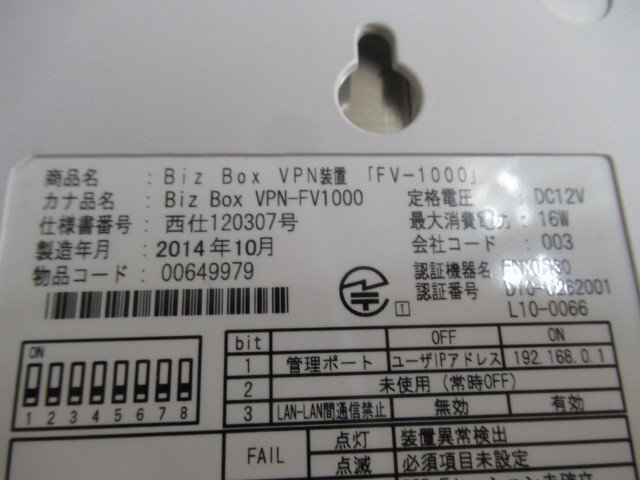 商品名 : Biz Box VPN装置 「FV-1000」
カナ品名 : Biz Box VPN-FV1000
仕様書番号 : 西仕120307号
製造年月 : 2014年10月
物品コード : 00649979
定格電圧 : DC12V
最大消費電力 : 16W
会社コード : 003
認証機器名
認証番号
L10-0066
T
ON
1 2 3 4 5 6 7 8
bit OFF ON
1 管理ポート ユーザIPアドレス 192.168.0.1
2 未使用 (常時OFF)
3 LAN-LAN間通信禁止 無効 有効
FAIL 点灯 装置異常検出
点滅 必須項目未設定